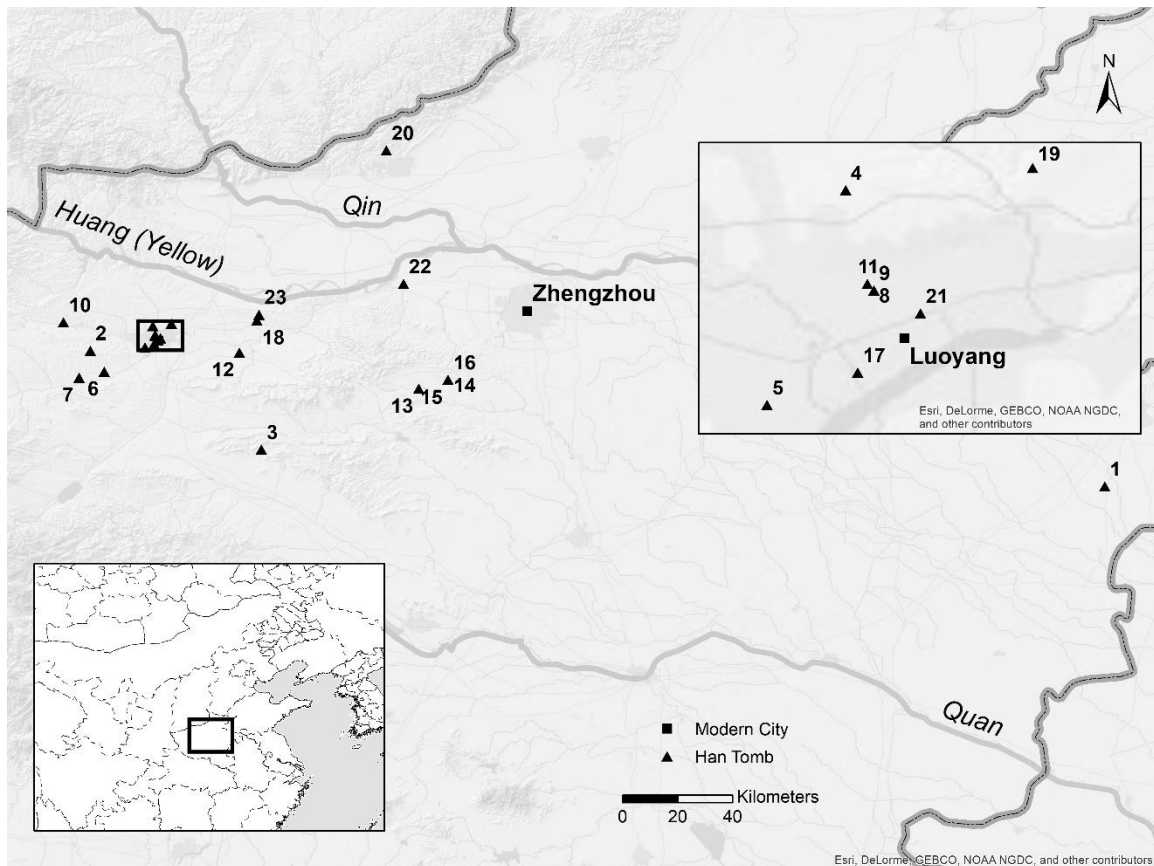 N
20
19
4
Qin
Huang (Yellow)
22
11
9
8
21
23
Zhengzhou
10
18
2
Luoyang
12
16
17
7
6
13
15
14
5
Esri, DeLorme, GEBCO, NOAA NGDC,
and other contributors
3
1
Quan
Modern City
Han Tomb
Kilometers
0
20
40
Esri, DeLorme, GEBCO, NOAA NGDC, and other contributors